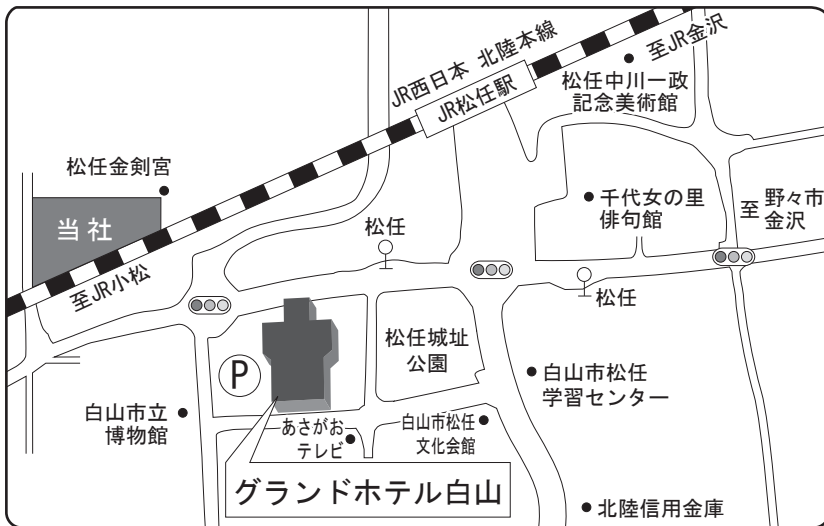 JR西日本 北陸本線
至JR金沢
JR松任駅
松任中川一政
記念美術館
松任金剣宮
当社
千代女の里
俳句館
至 野々市
金沢
松任
至JR小松
松任
松任城址
公園
P
白山市松任
学習センター
白山市立
博物館
あさがお
テレビ
白山市松任
文化会館
グランドホテル白山
北陸信用金庫